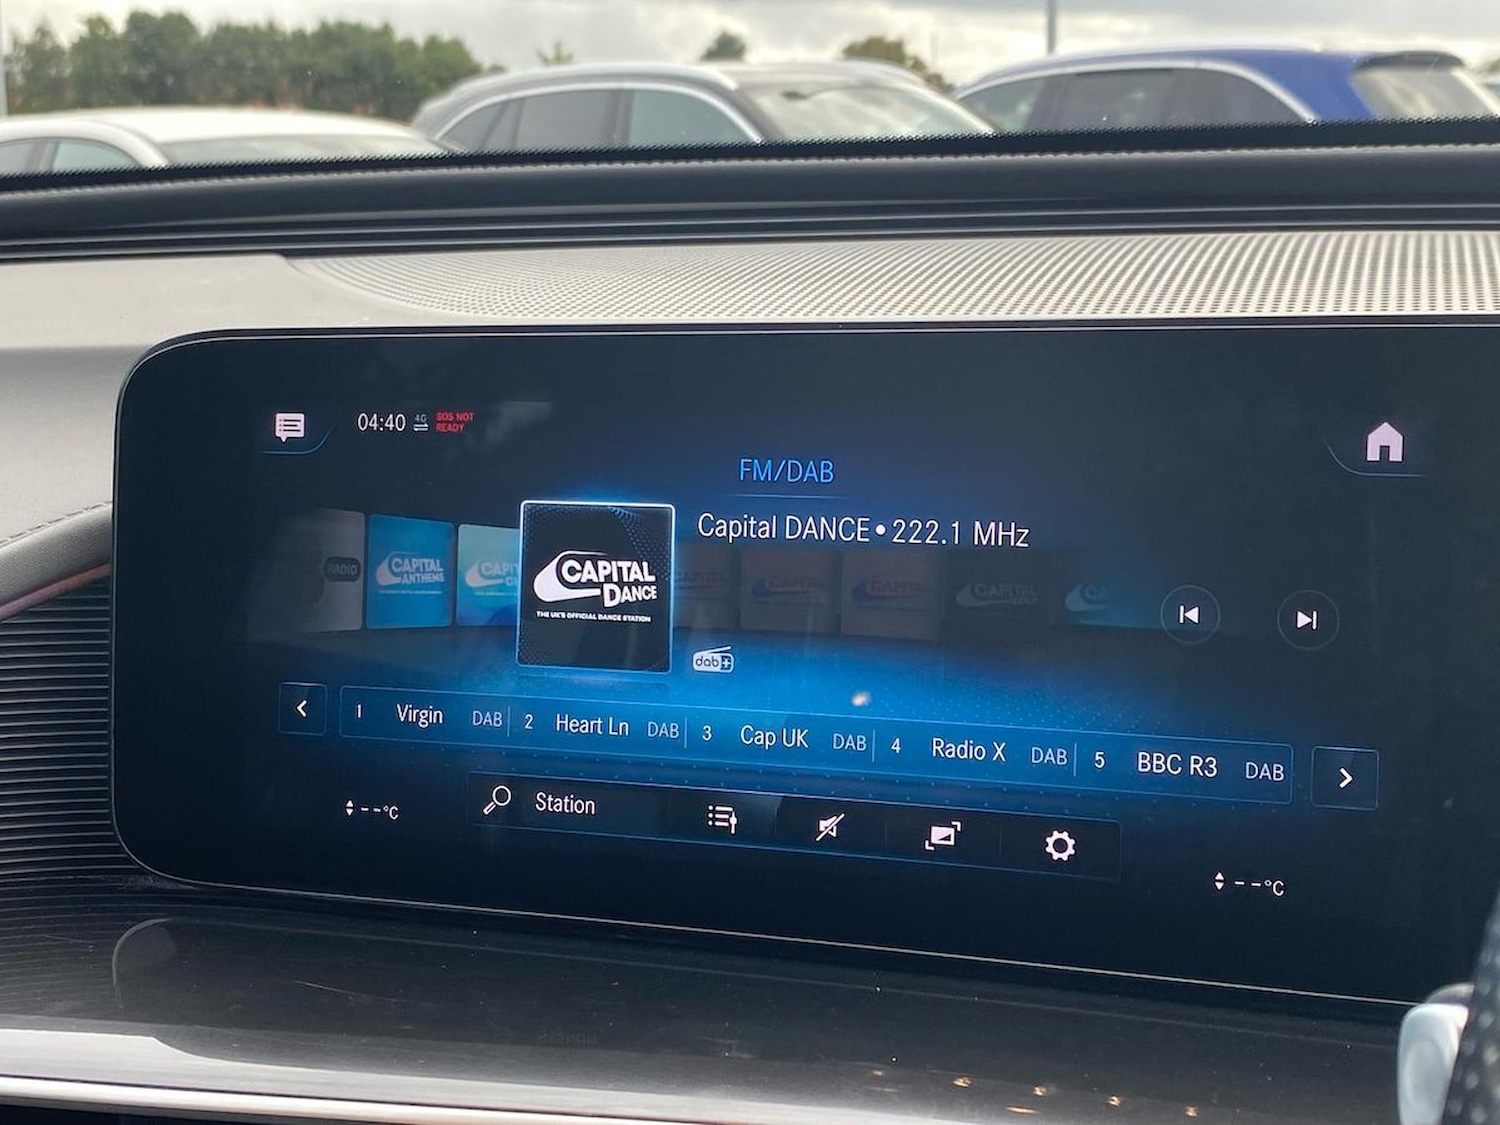 04:40 4G SOS NOT
READY
FM/DAB
Capital DANCE • 222.1 MHz
RADIO
CAPITAL
ANTHEMS
CAPITAL
DANCE
THE UK'S OFFICIAL DANCE STATION
dab+
1 Virgin DAB 2 Heart Ln DAB 3 Cap UK DAB 4 Radio X DAB 5 BBC R3 DAB
--°C
Station
--°C